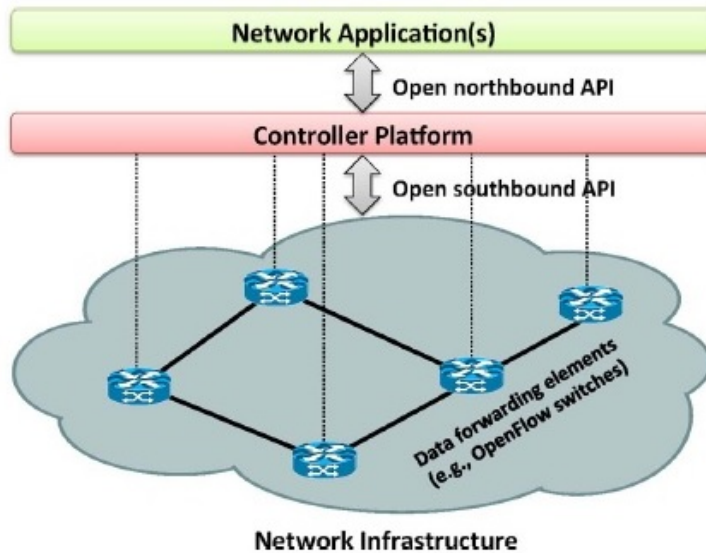 Network Application(s)
Open northbound API
Controller Platform
Open southbound API
Data forwarding elements
(e.g., OpenFlow switches)
Network Infrastructure